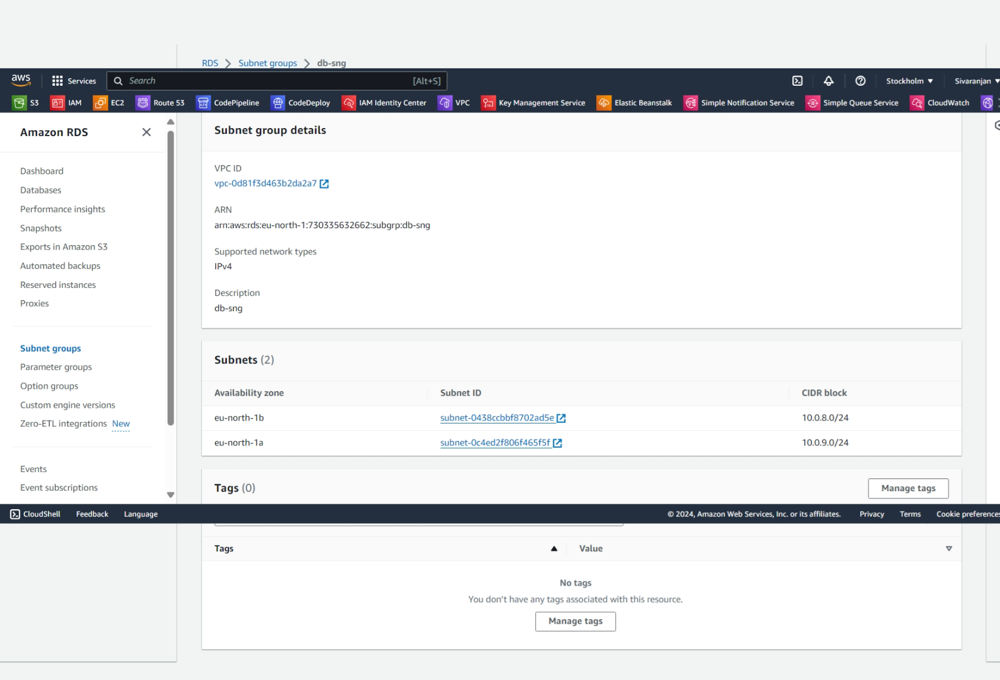 RDS
Subnet groups
db-sng
aws
Services
Search
[Alt+S]
Stockholm
Sivaranjan
S3
IAM
EC2
Route 53
CodePipeline
CodeDeploy
IAM Identity Center
VPC
Key Management Service
Elastic Beanstalk
Simple Notification Service
Simple Queue Service
CloudWatch
Amazon RDS
Dashboard
Databases
Performance insights
Snapshots
Exports in Amazon S3
Automated backups
Reserved instances
Proxies
Subnet groups
Parameter groups
Option groups
Custom engine versions
Zero-ETL integrations New
Events
Event subscriptions
Subnet group details
VPC ID
vpc-0d81f3d463b2da2a7
ARN
arn:aws:rds:eu-north-1:730335632662:subgrp:db-sng
Supported network types
IPv4
Description
db-sng
Subnets (2)
Availability zone
Subnet ID
CIDR block
eu-north-1b
subnet-0438ccbbf8702ad5e
10.0.8.0/24
eu-north-1a
subnet-0c4ed2f806f465f5f
10.0.9.0/24
Tags (0)
Manage tags
CloudShell
Feedback
Language
© 2024, Amazon Web Services, Inc. or its affiliates.
Privacy
Terms
Cookie preferences
Tags
Value
No tags
You don't have any tags associated with this resource.
Manage tags